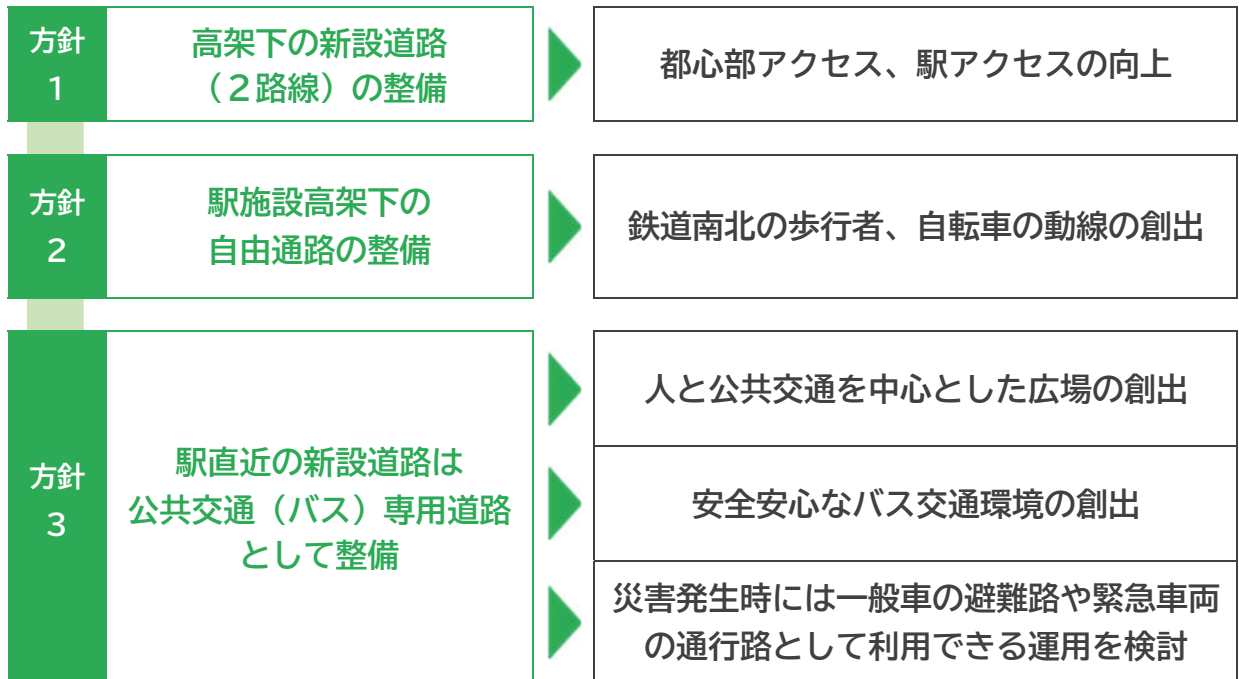 方針
1
高架下の新設道路
（２路線）の整備
都心部アクセス、駅アクセスの向上
方針
2
駅施設高架下の
自由通路の整備
鉄道南北の歩行者、自転車の動線の創出
方針
3
駅直近の新設道路は
公共交通（バス）専用道路
として整備
人と公共交通を中心とした広場の創出
安全安心なバス交通環境の創出
災害発生時には一般車の避難路や緊急車両
の通行路として利用できる運用を検討